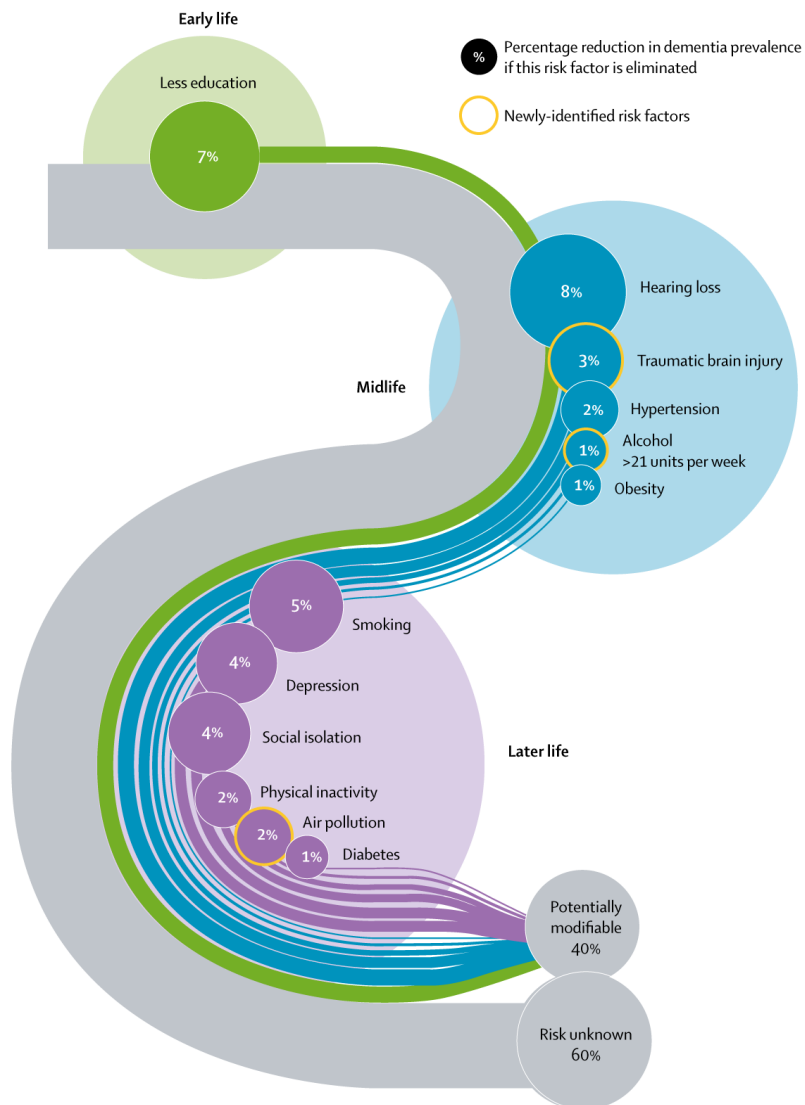 Early life
%
Percentage reduction in dementia prevalence
if this risk factor is eliminated
Newly-identified risk factors
Less education
7%
8%
Hearing loss
3%
Traumatic brain injury
Midlife
2%
Hypertension
1%
Alcohol
>21 units per week
1%
Obesity
5%
Smoking
4%
Depression
4%
Social isolation
Later life
2%
Physical inactivity
2%
Air pollution
1%
Diabetes
Potentially
modifiable
40%
Risk unknown
60%